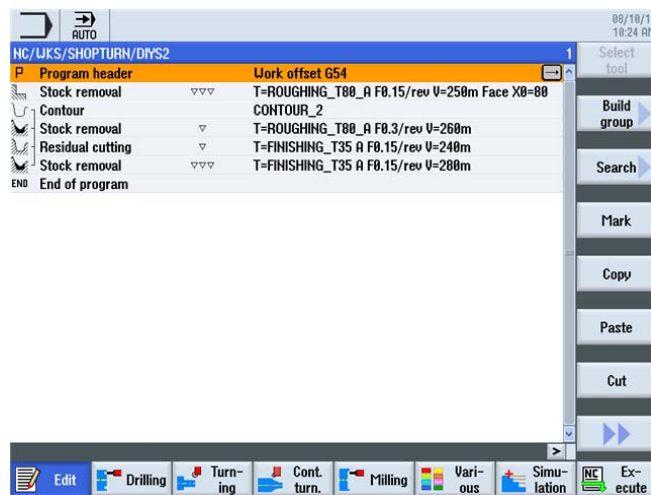 08/10/1
10:24 AM
AUTO
NC/WKS/SHOPTURN/DIYS2 1
Select
tool
P Program header Work offset G54
Stock removal ▽▽▽ T=ROUGHING_T80_A F0.15/rev V=250m Face X0=80
Contour CONTOUR_2
Stock removal ▽ T=ROUGHING_T80_A F0.3/rev V=260m
Residual cutting ▽ T=FINISHING_T35 A F0.15/rev V=240m
Stock removal ▽▽▽ T=FINISHING_T35 A F0.15/rev V=280m
END End of program
Build
group
Search
Mark
Copy
Paste
Cut
Edit
Drilling
Turn-
ing
Cont.
turn.
Milling
Vari-
ous
Simu-
lation
NC
Ex-
ecute